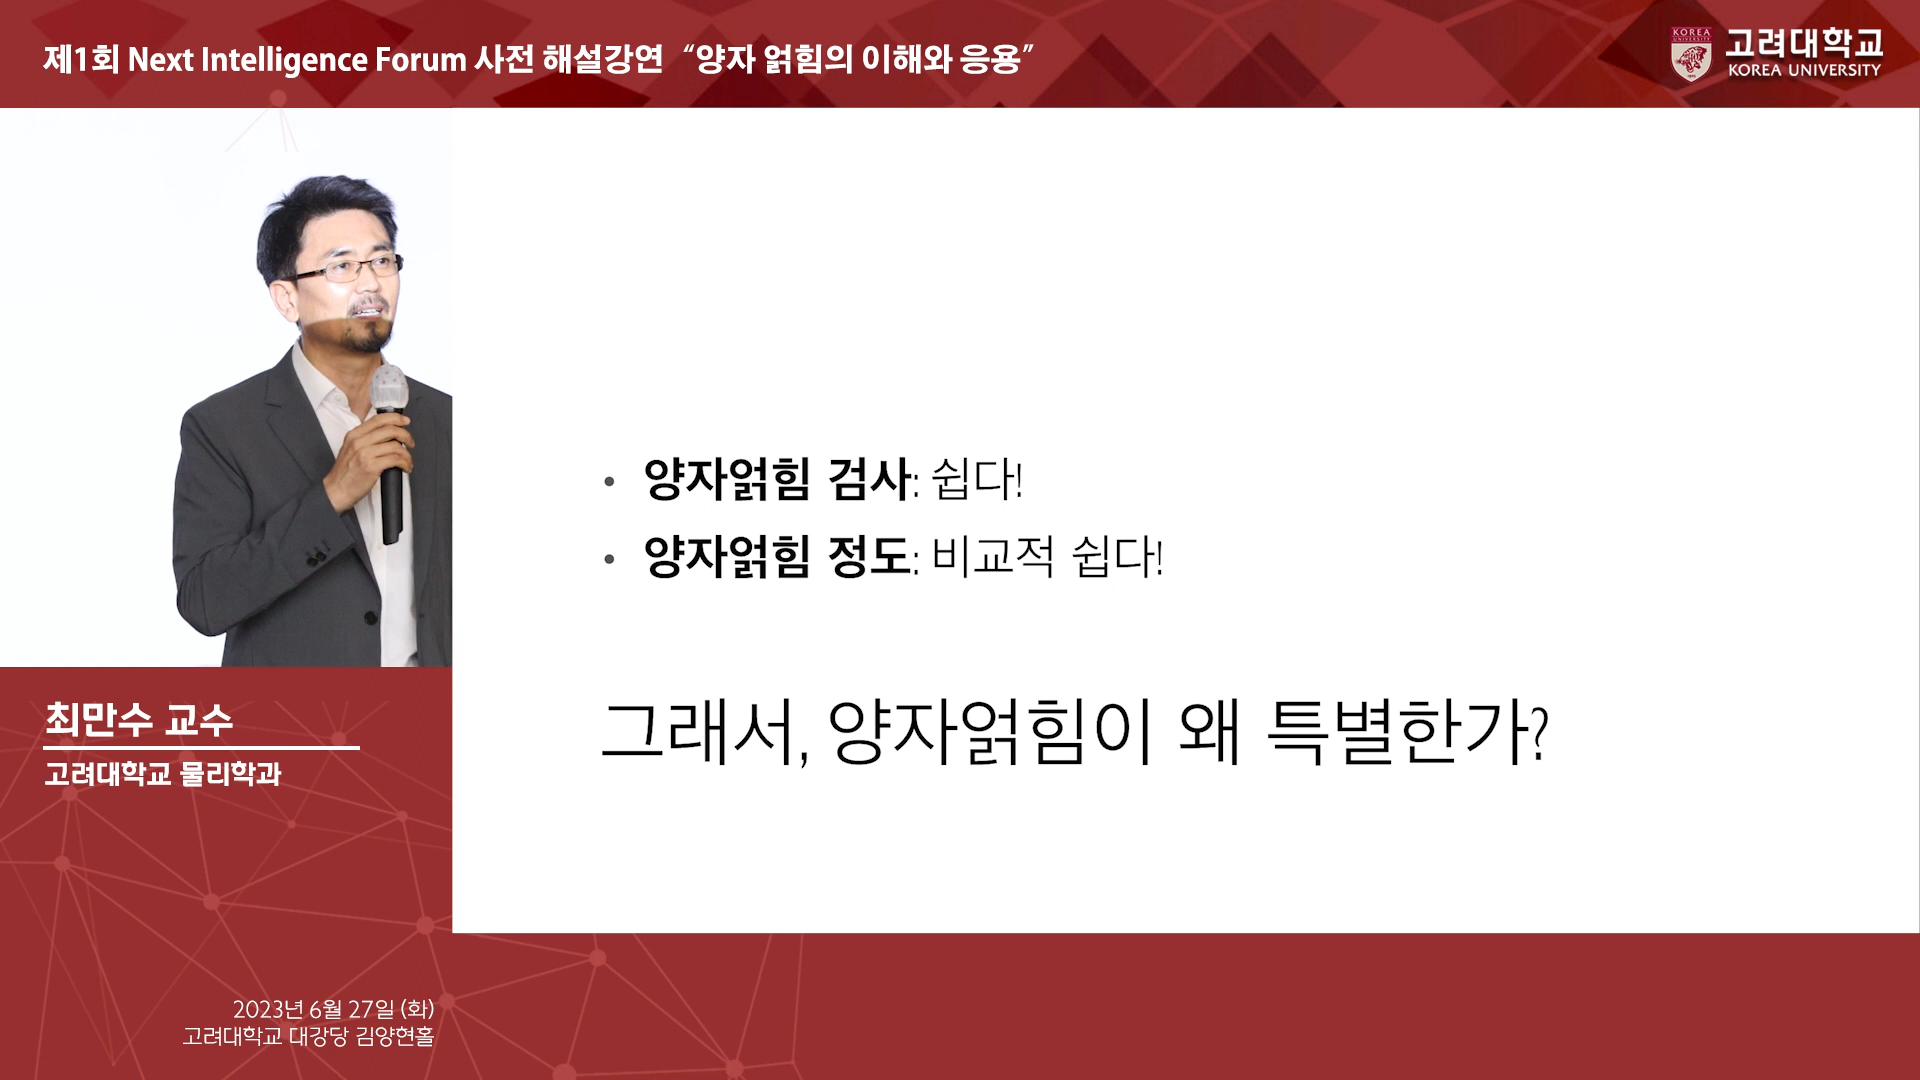 제1회 Next Intelligence Forum 사전 해설강연 “양자 얽힘의 이해와 응용”
KOREA
UNIVERSITY
고려대학교
KOREA UNIVERSITY
• 양자얽힘 검사: 쉽다!
• 양자얽힘 정도: 비교적 쉽다!
그래서, 양자얽힘이 왜 특별한가?
최만수 교수
고려대학교 물리학과
2023년 6월 27일 (화)
고려대학교 대강당 김양현홀